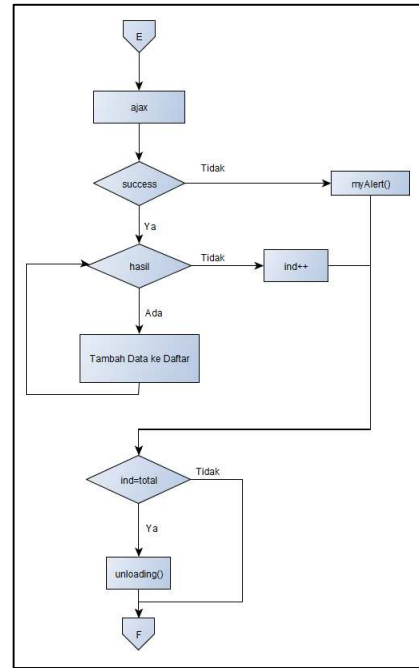 E
ajax
success
Tidak
myAlert()
Ya
hasil
Tidak
ind++
Ada
Tambah Data ke Daftar
ind=total
Tidak
Ya
unloading()
F